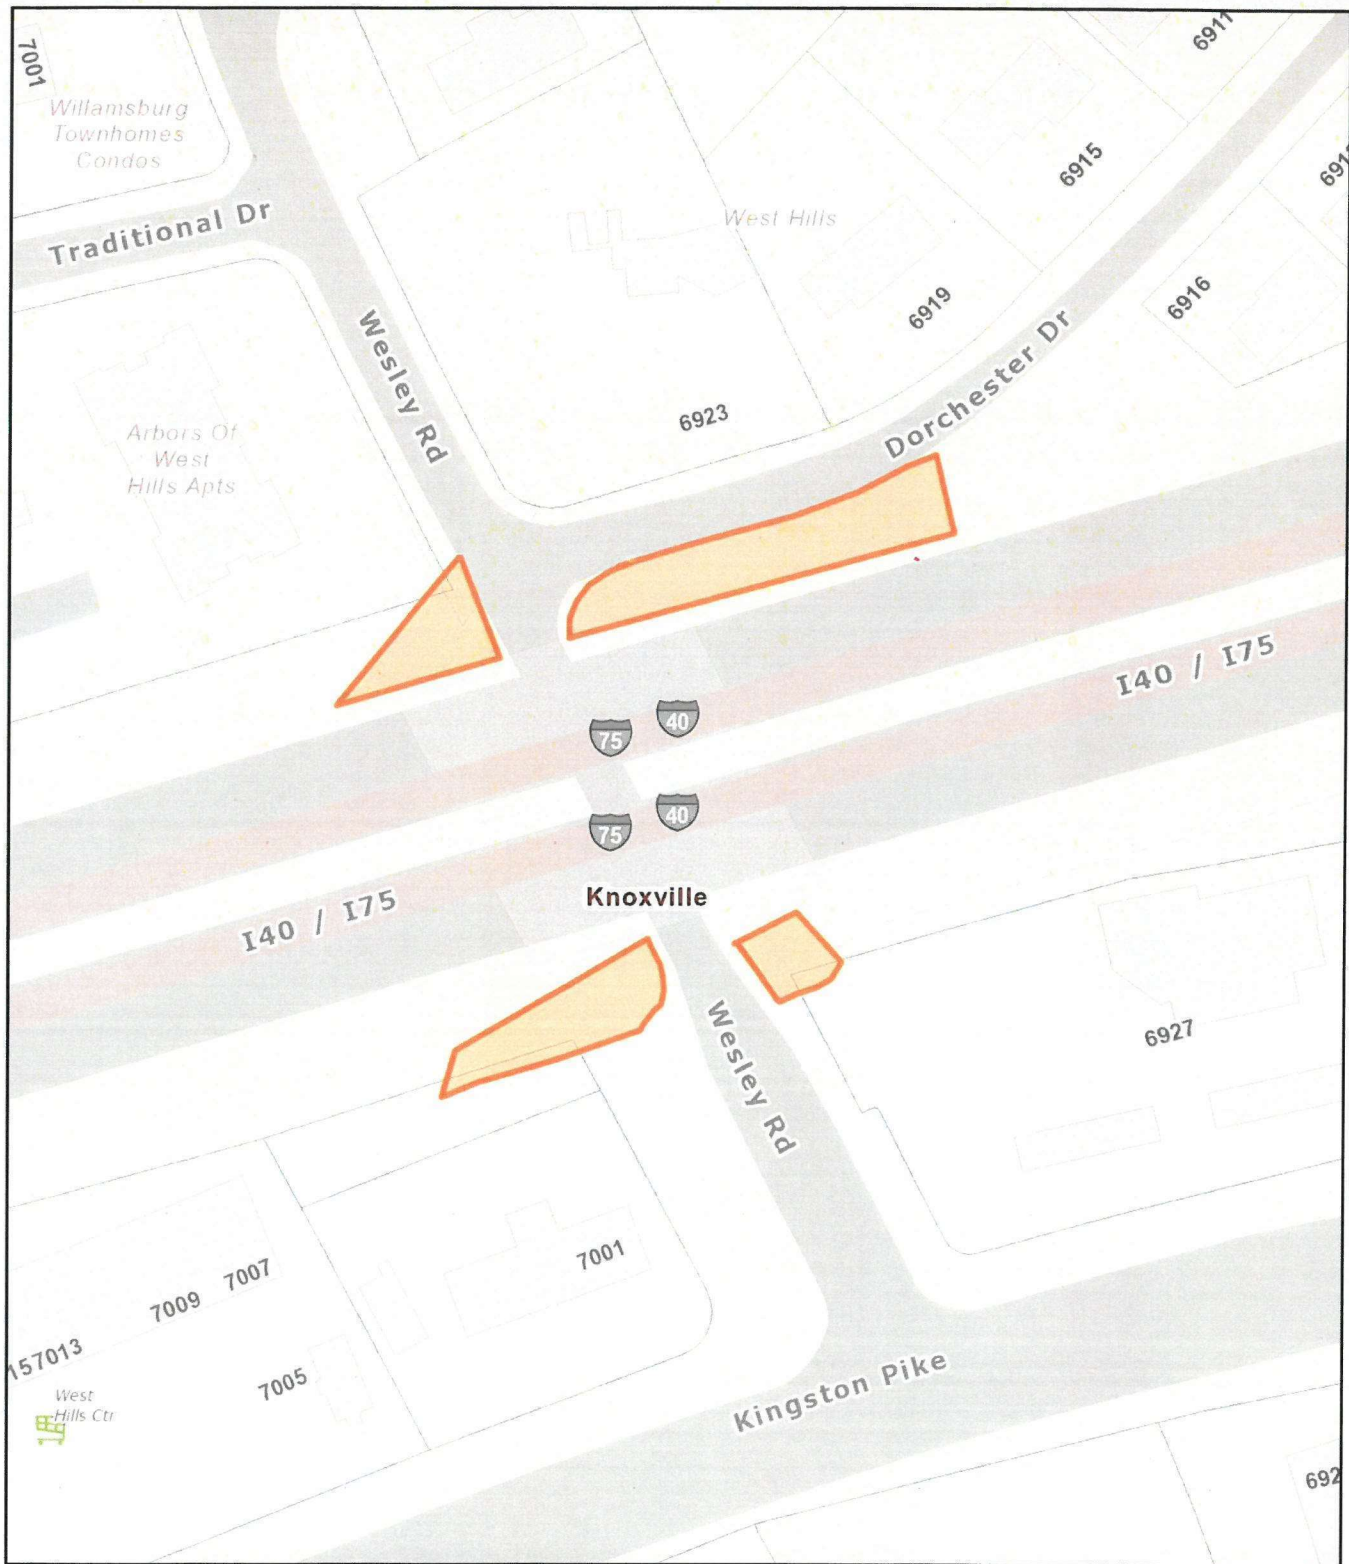 7001
6911
Willamsburg
Townhomes
Condos
6915
Traditional Dr
West Hills
6916
6919
Wesley Rd
Dorchester Dr
6923
Arbors Of
West
Hills Apts
I40 / I75
40
75
40
75
Knoxville
I40 / I75
Wesley Rd
6927
7001
7007
7009
157013
7005
West
Hills Ctr
Kingston Pike
692